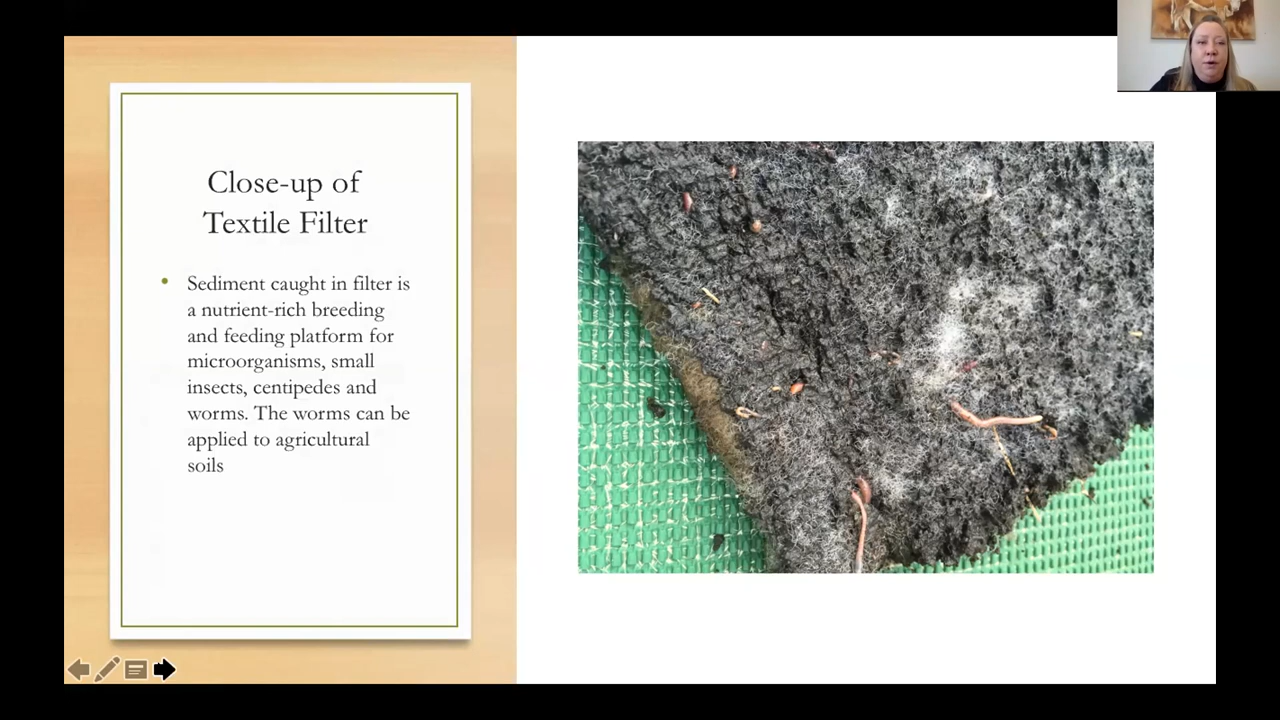 Close-up of
Textile Filter
• Sediment caught in filter is
a nutrient-rich breeding
and feeding platform for
microorganisms, small
insects, centipedes and
worms. The worms can be
applied to agricultural
soils